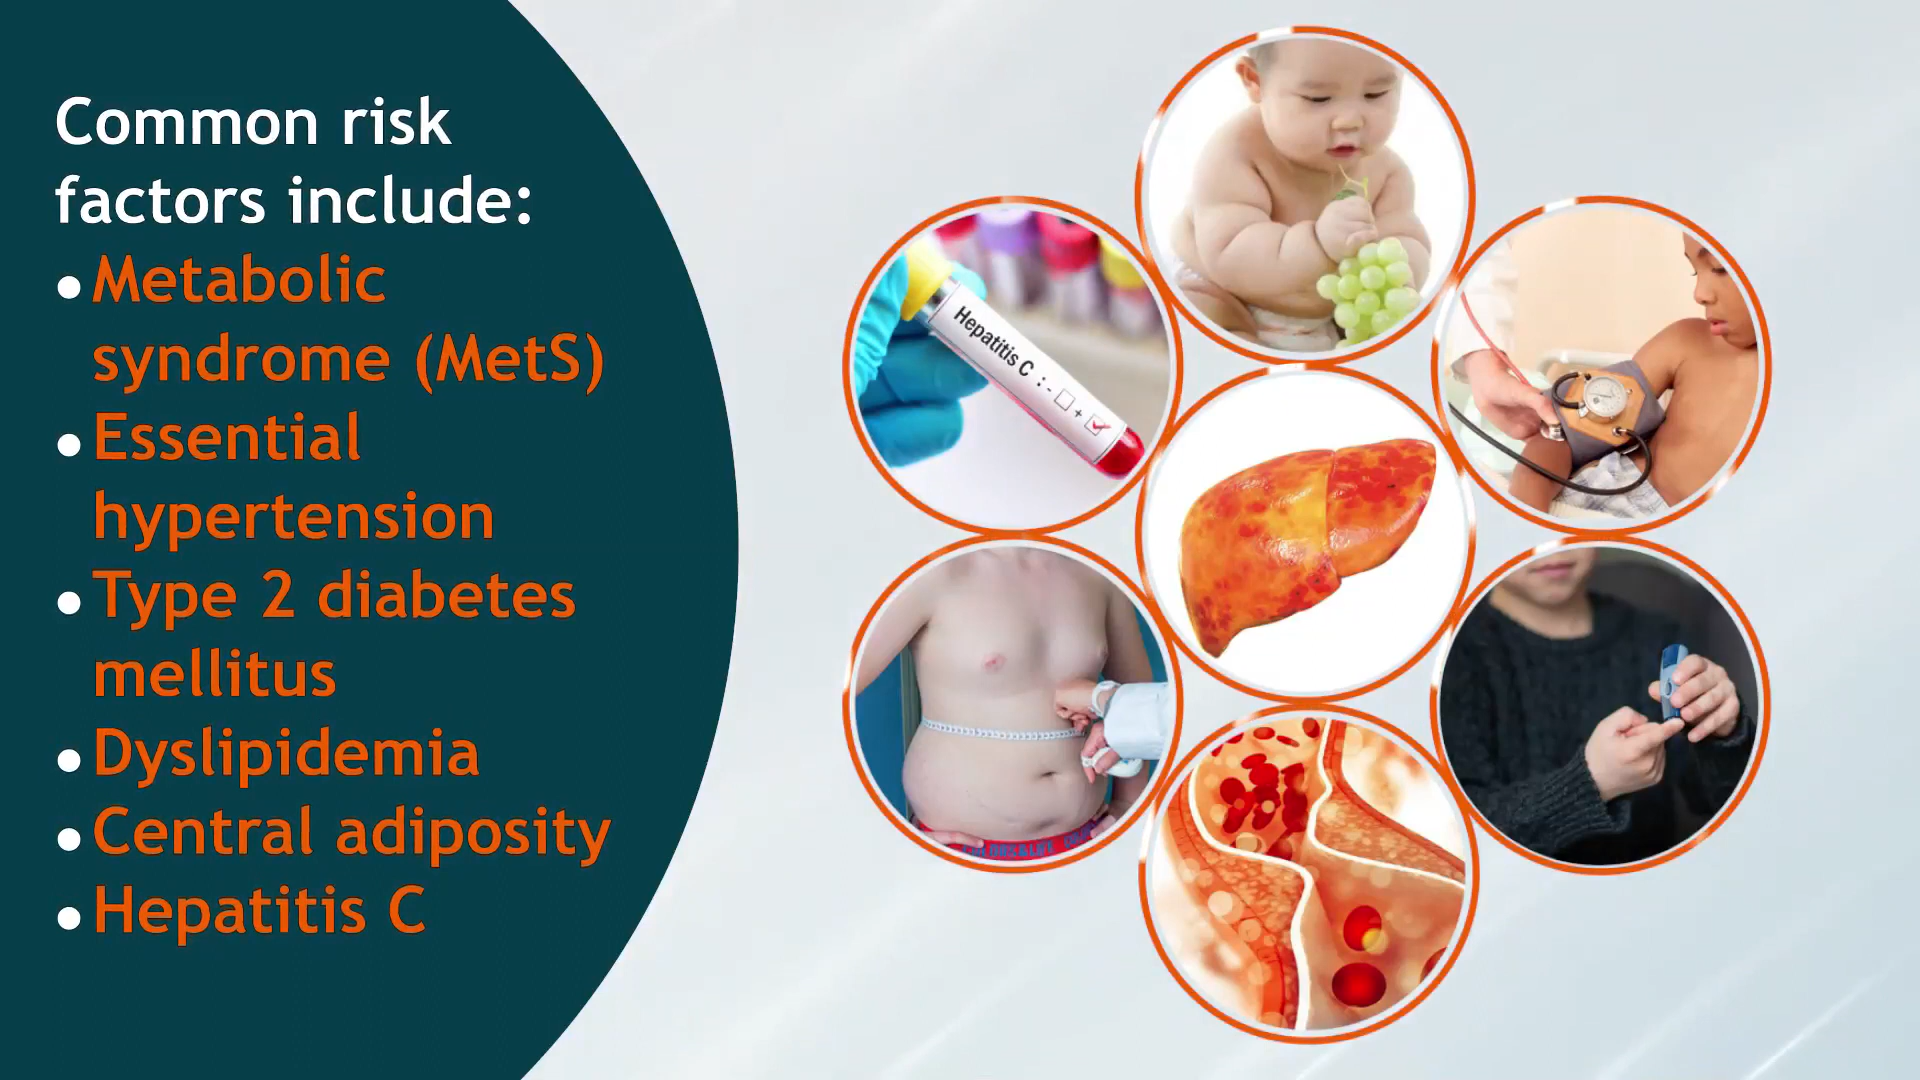 Common risk
factors include:
• Metabolic
syndrome (MetS)
• Essential
hypertension
• Type 2 diabetes
mellitus
• Dyslipidemia
• Central adiposity
• Hepatitis C
Hepatitis C : - +